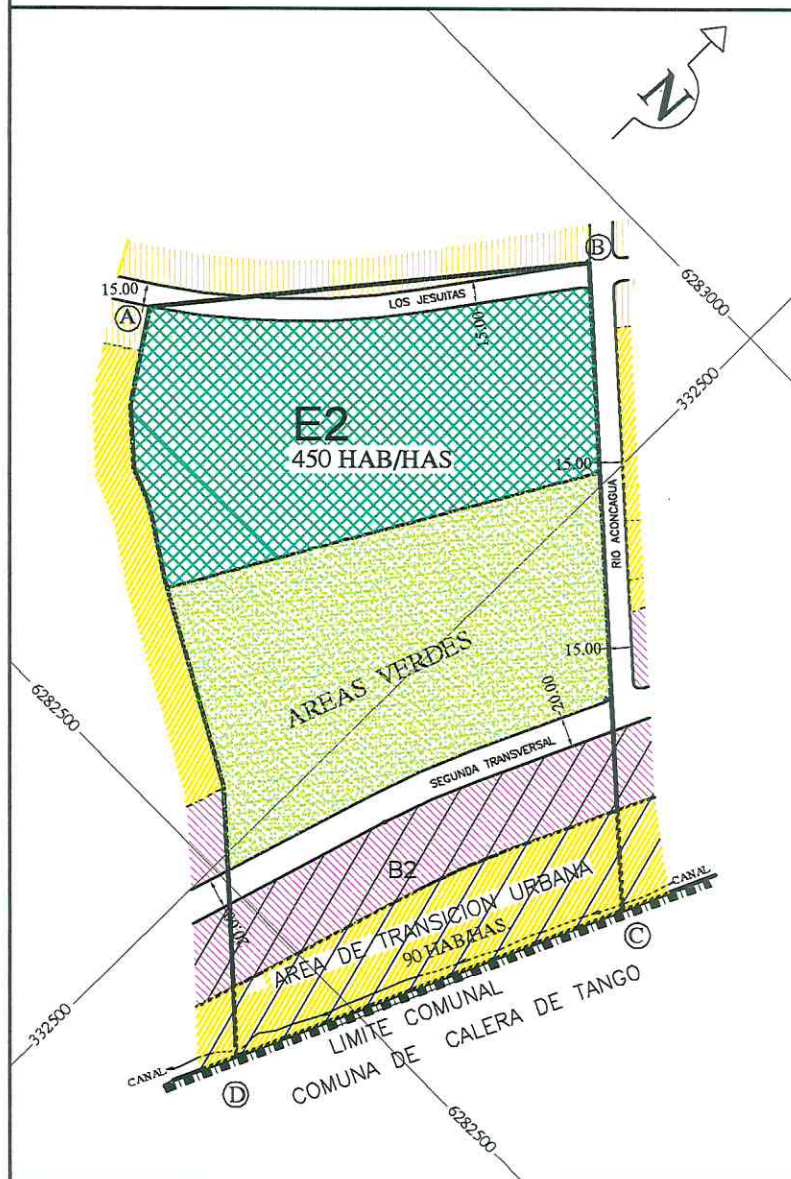 N
B
6283000
15.00
LOS JESUITAS
A
15.00
332500
E2
450 HAB/HAS
15.00
RIO ACONCAGUA
AREAS VERDES
15.00
20.00
6282500
SEGUNDA TRANSVERSAL
B2
20.00
AREA DE TRANSICION URBANA
90 HAB/HAS
CANAL
C
332500
LIMITE COMUNAL
COMUNA DE CALERA DE TANGO
CANAL
D
6282500